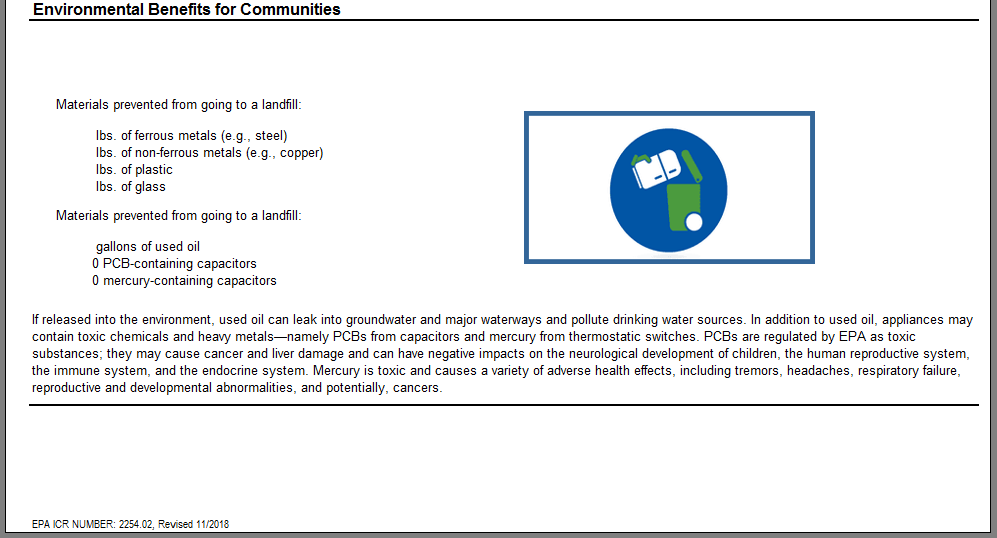 Environmental Benefits for Communities
Materials prevented from going to a landfill:
lbs. of ferrous metals (e.g., steel)
lbs. of non-ferrous metals (e.g., copper)
lbs. of plastic
lbs. of glass
Materials prevented from going to a landfill:
gallons of used oil
0 PCB-containing capacitors
0 mercury-containing capacitors
If released into the environment, used oil can leak into groundwater and major waterways and pollute drinking water sources. In addition to used oil, appliances may
contain toxic chemicals and heavy metals—namely PCBs from capacitors and mercury from thermostatic switches. PCBs are regulated by EPA as toxic
substances; they may cause cancer and liver damage and can have negative impacts on the neurological development of children, the human reproductive system,
the immune system, and the endocrine system. Mercury is toxic and causes a variety of adverse health effects, including tremors, headaches, respiratory failure,
reproductive and developmental abnormalities, and potentially, cancers.
EPA ICR NUMBER: 2254.02, Revised 11/2018